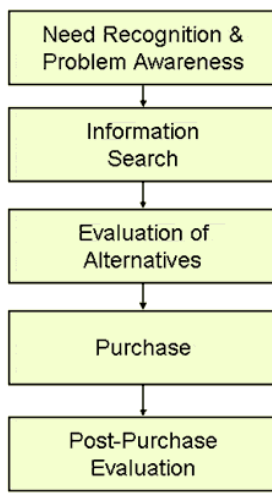 Need Recognition &
Problem Awareness
Information
Search
Evaluation of
Alternatives
Purchase
Post-Purchase
Evaluation